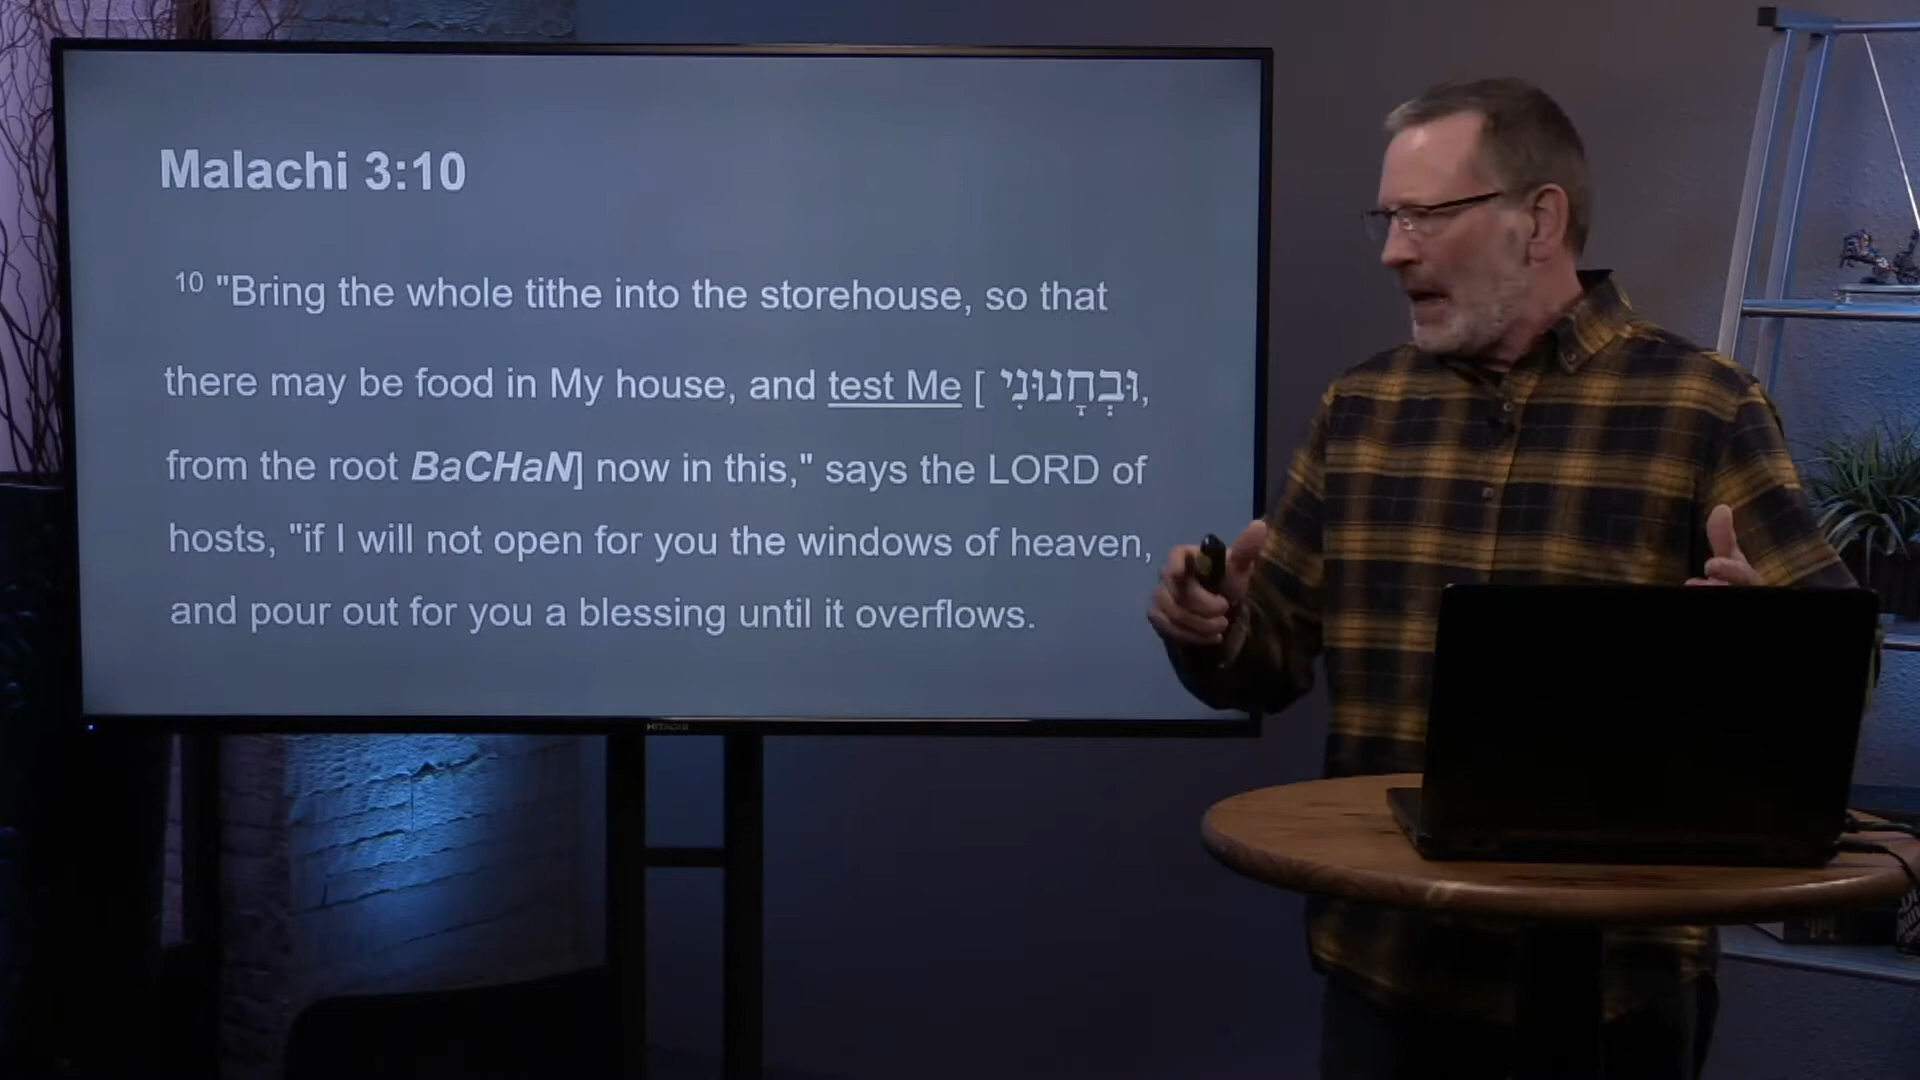 Malachi 3:10
10 "Bring the whole tithe into the storehouse, so that
there may be food in My house, and test Me [ וּבְחָנוּנִי,
from the root BaCHaN] now in this," says the LORD of
hosts, "if I will not open for you the windows of heaven,
and pour out for you a blessing until it overflows.
HITACHI